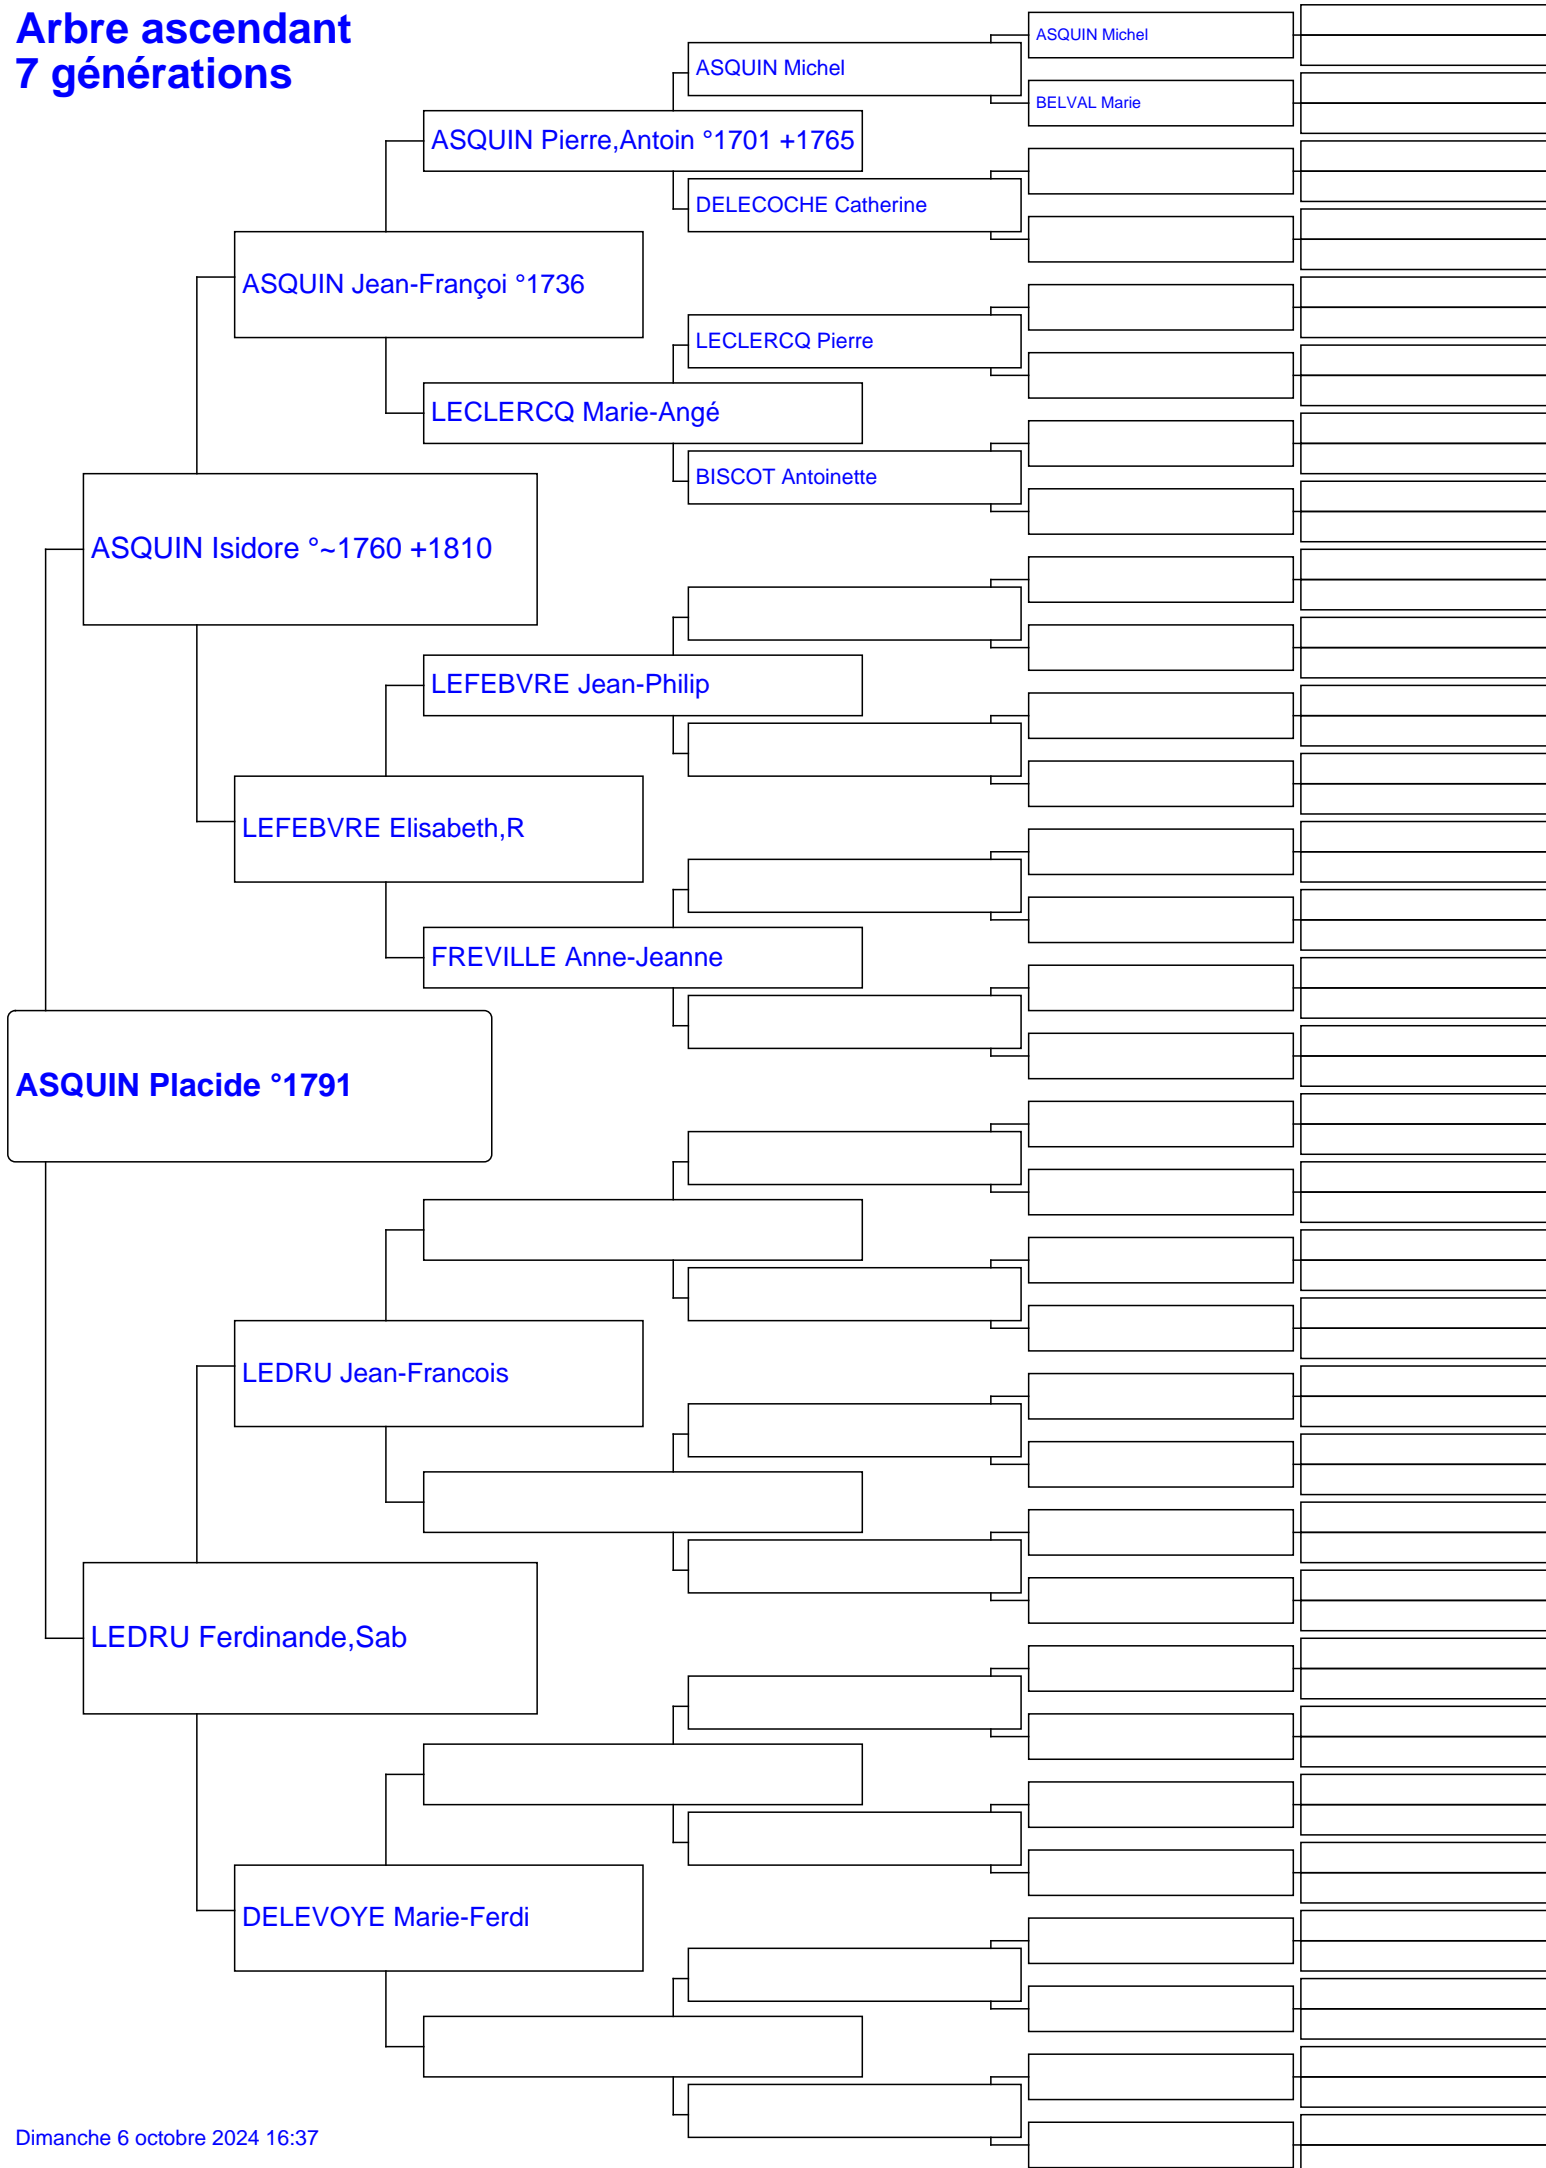 Arbre ascendant
7 générations
ASQUIN Michel
ASQUIN Michel
BELVAL Marie
ASQUIN Pierre,Antoin °1701 +1765
DELECOCHE Catherine
ASQUIN Jean-Françoi °1736
LECLERCQ Pierre
LECLERCQ Marie-Angé
BISCOT Antoinette
ASQUIN Isidore °~1760 +1810
LEFEBVRE Jean-Philip
LEFEBVRE Elisabeth,R
FREVILLE Anne-Jeanne
ASQUIN Placide °1791
LEDRU Jean-Francois
LEDRU Ferdinande,Sab
DELEVOYE Marie-Ferdi
Dimanche 6 octobre 2024 16:37